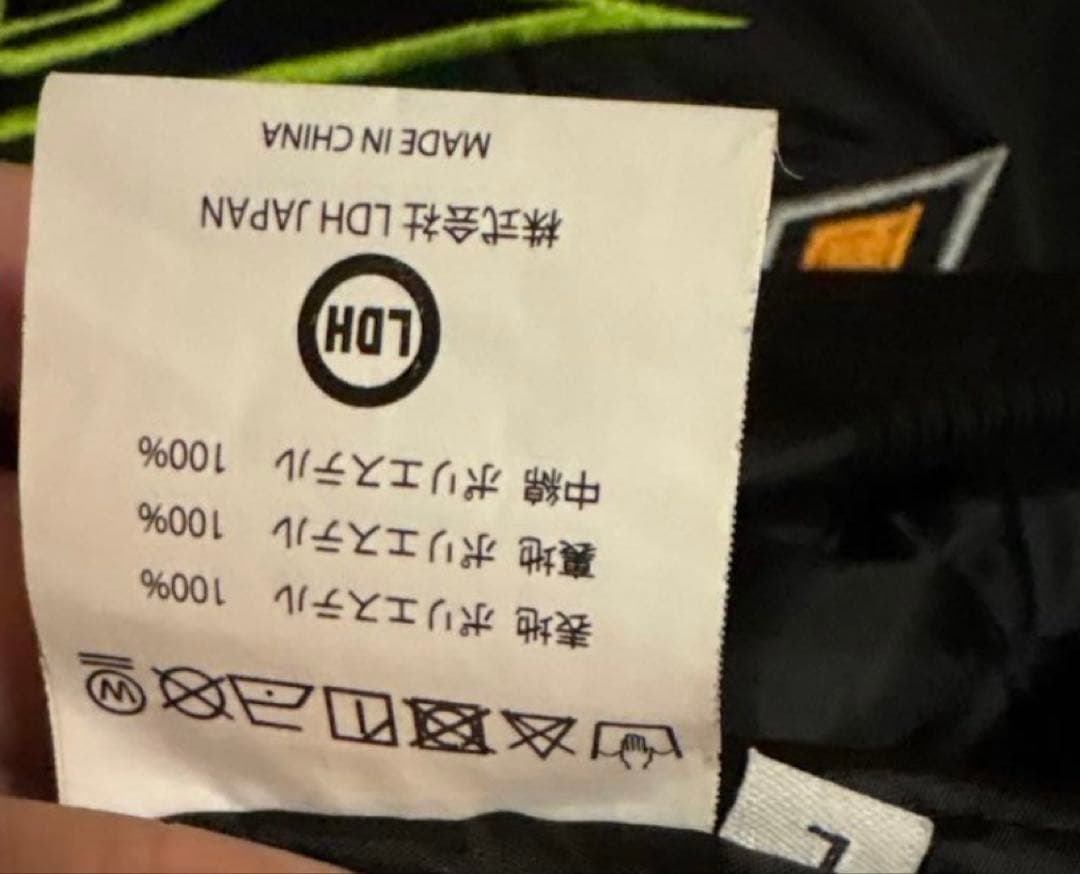 表地 ポリエステル 100%
裏地 ポリエステル 100%
中綿 ポリエステル 100%
LDH
株式会社 LDH JAPAN
MADE IN CHINA
W
L